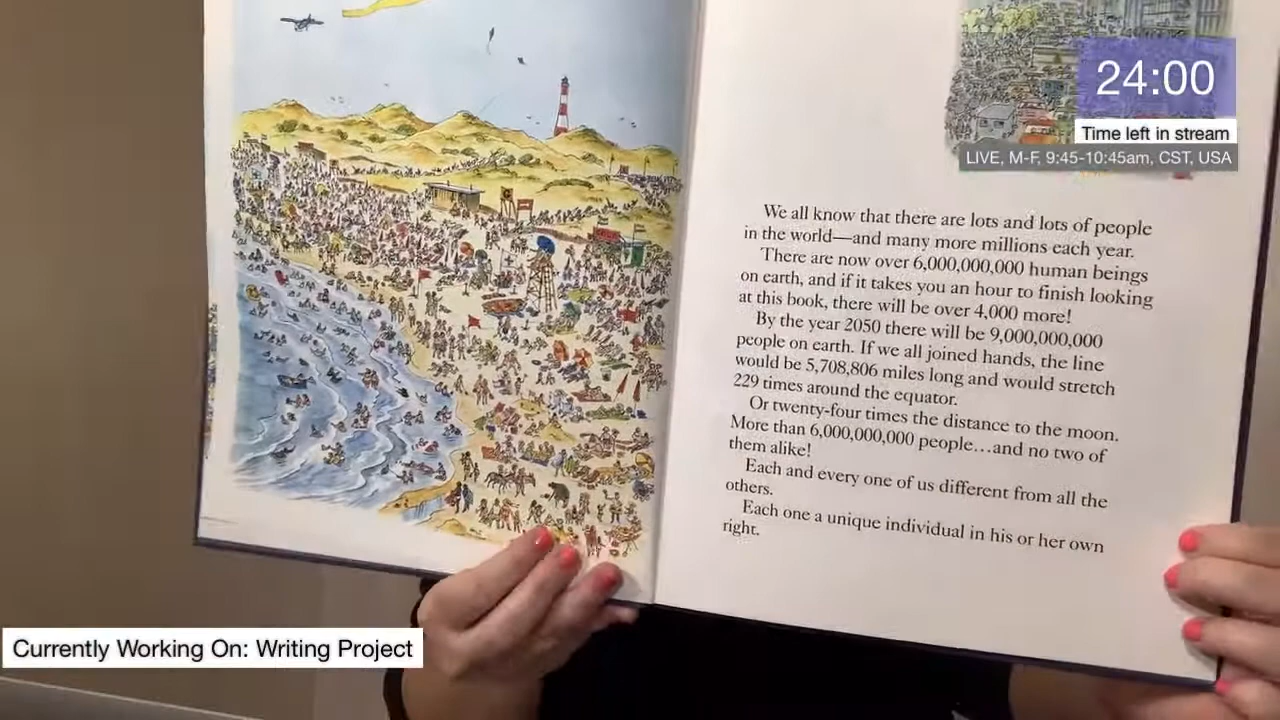 24:00
Time left in stream
LIVE, M-F, 9:45-10:45am, CST, USA
We all know that there are lots and lots of people
in the world—and many more millions each year.
There are now over 6,000,000,000 human beings
on earth, and if it takes you an hour to finish looking
at this book, there will be over 4,000 more!
By the year 2050 there will be 9,000,000,000
people on earth. If we all joined hands, the line
would be 5,708,806 miles long and would stretch
229 times around the equator.
Or twenty-four times the distance to the moon.
More than 6,000,000,000 people...and no two of
them alike!
Each and every one of us different from all the
others.
Each one a unique individual in his or her own
right.
Currently Working On: Writing Project